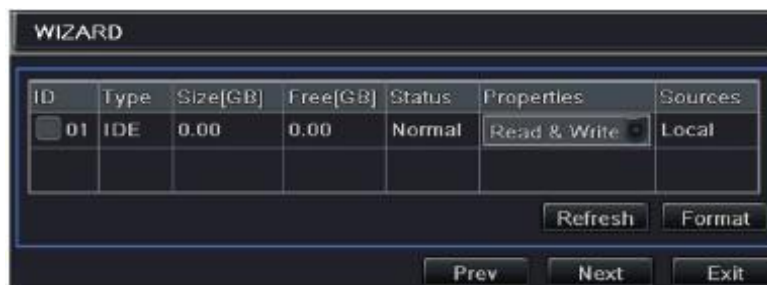 WIZARD
ID Type Size[GB] Free[GB] Status Properties Sources
01 IDE 0.00 0.00 Normal Read & Write Local
Refresh Format
Prev Next Exit